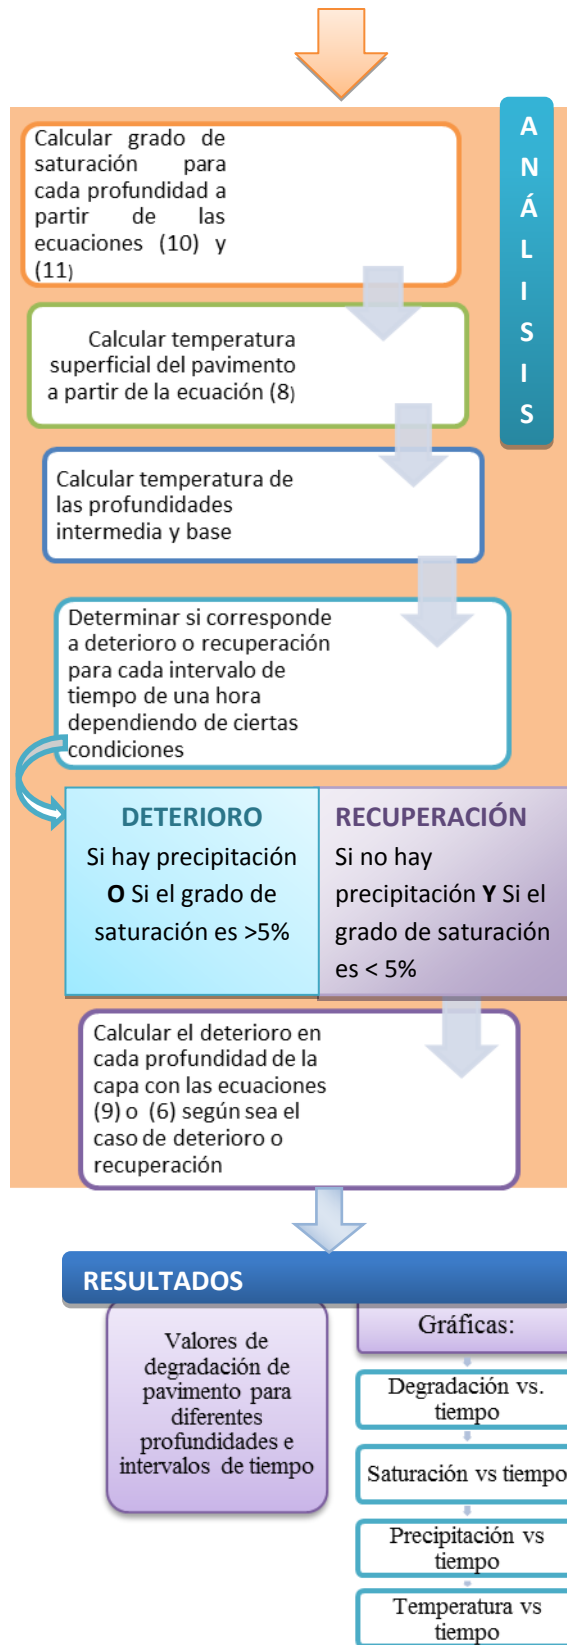 A
N
Á
L
I
S
I
S
Calcular grado de
saturación para
cada profundidad a
partir de las
ecuaciones (10) y
(11)
Calcular temperatura
superficial del pavimento
a partir de la ecuación (8)
Calcular temperatura de
las profundidades
intermedia y base
Determinar si corresponde
a deterioro o recuperación
para cada intervalo de
tiempo de una hora
dependiendo de ciertas
condiciones
DETERIORO
Si hay precipitación
O Si el grado de
saturación es >5%
RECUPERACIÓN
Si no hay
precipitación Y Si el
grado de saturación
es < 5%
Calcular el deterioro en
cada profundidad de la
capa con las ecuaciones
(9) o (6) según sea el
caso de deterioro o
recuperación
RESULTADOS
Valores de
degradación de
pavimento para
diferentes
profundidades e
intervalos de tiempo
Gráficas:
Degradación vs.
tiempo
Saturación vs tiempo
Precipitación vs
tiempo
Temperatura vs
tiempo